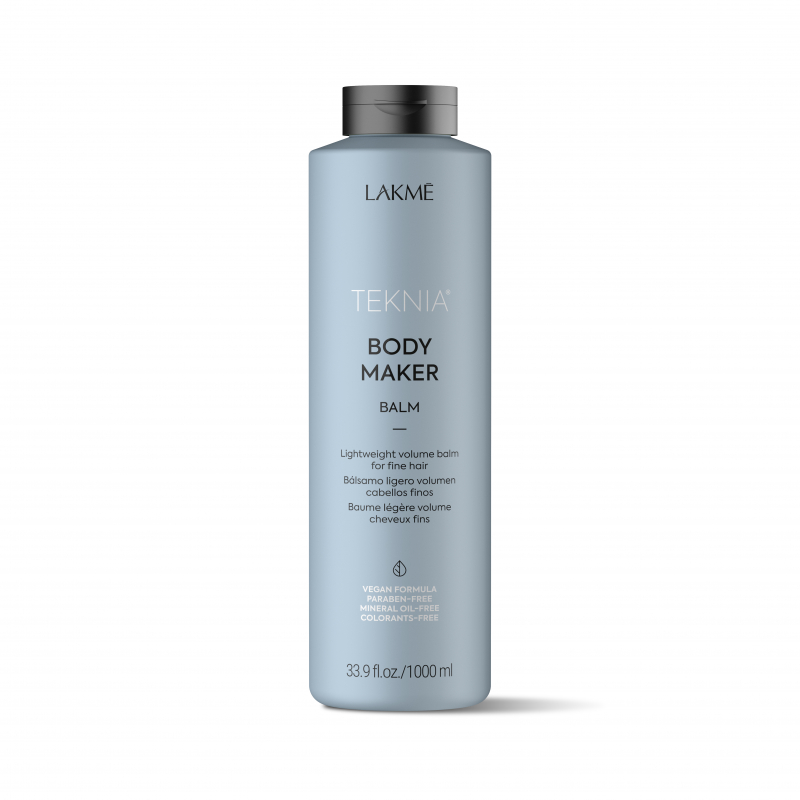 LAKMĒ
TEKNIA®
BODY
MAKER
BALM
Lightweight volume balm
for fine hair
Bálsamo ligero volumen
cabellos finos
Baume légère volume
cheveux fins
VEGAN FORMULA
PARABEN-FREE
MINERAL OIL-FREE
COLORANTS-FREE
33.9 fl.oz./1000 ml